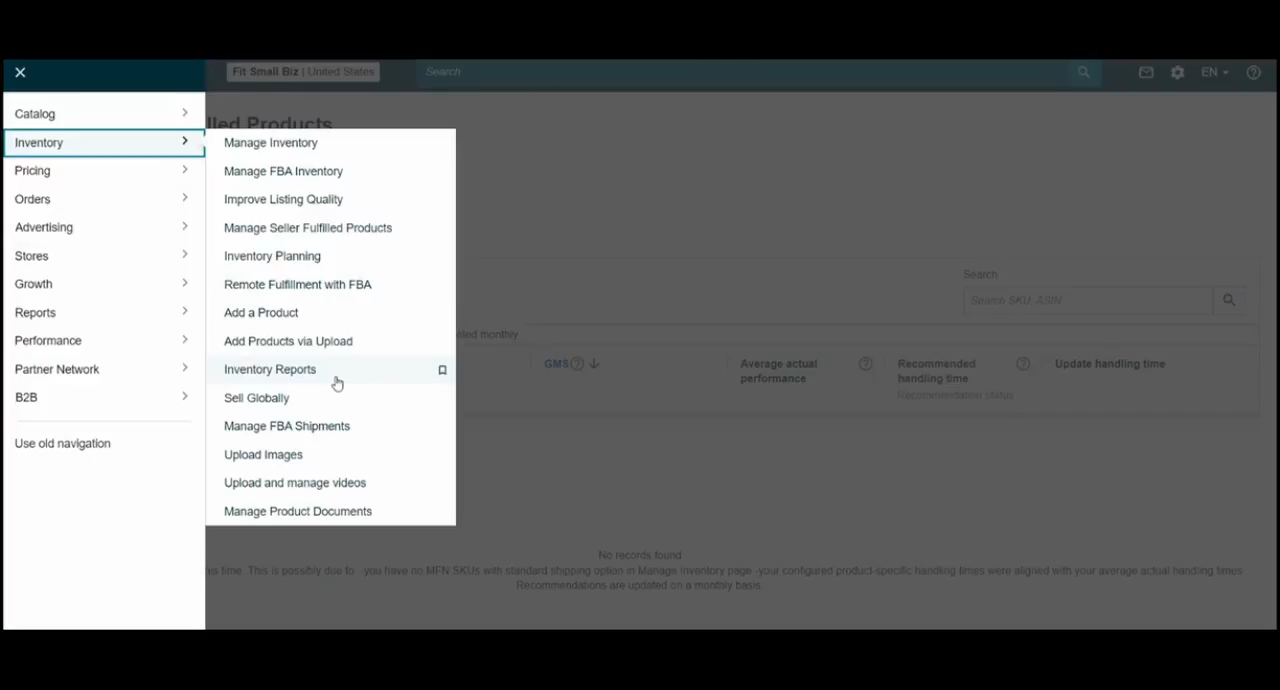 Fit Small Biz | United States
Search
EN
lled Products
Catalog
Inventory
Pricing
Orders
Advertising
Stores
Growth
Reports
Performance
Partner Network
B2B
Use old navigation
Manage Inventory
Manage FBA Inventory
Improve Listing Quality
Manage Seller Fulfilled Products
Inventory Planning
Remote Fulfillment with FBA
Add a Product
Add Products via Upload
Inventory Reports
Sell Globally
Manage FBA Shipments
Upload Images
Upload and manage videos
Manage Product Documents
Search
Search SKU, ASIN
monthly
GMS
Average actual
performance
Recommended
handling time
Recommendation status
Update handling time
No records found
is time. This is possibly due to -you have no MFN SKUs with standard shipping option in Manage Inventory page -your configured product-specific handling times were aligned with your average actual handling times
Recommendations are updated on a monthly basis.